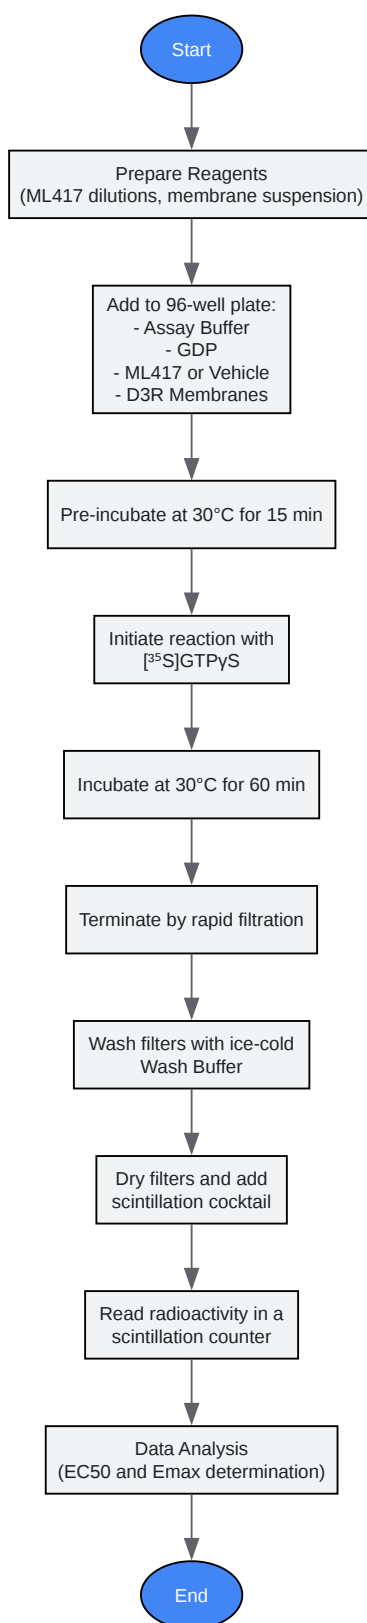 Start
Prepare Reagents
(ML417 dilutions, membrane suspension)
Add to 96-well plate:
- Assay Buffer
- GDP
- ML417 or Vehicle
- D3R Membranes
Pre-incubate at 30°C for 15 min
Initiate reaction with
[³⁵S]GTPγS
Incubate at 30°C for 60 min
Terminate by rapid filtration
Wash filters with ice-cold
Wash Buffer
Dry filters and add
scintillation cocktail
Read radioactivity in a
scintillation counter
Data Analysis
(EC50 and Emax determination)
End